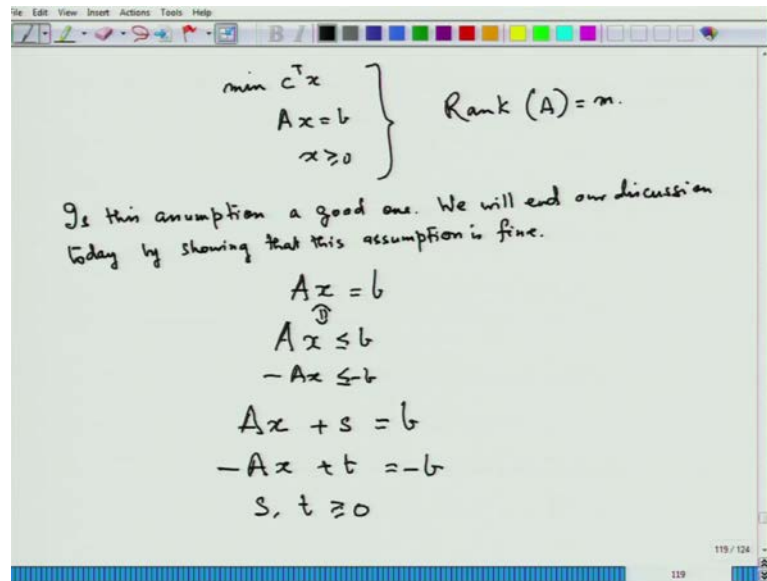 File Edit View Insert Actions Tools Help
B I
min cᵀx
Ax = b
x ≥ 0
Rank (A) = m.
Is this assumption a good one. We will end our discussion
today by showing that this assumption is fine.
Ax = b
⇕
Ax ≤ b
-Ax ≤ -b
Ax + s = b
-Ax + t = -b
s, t ≥ 0
119 / 124
119